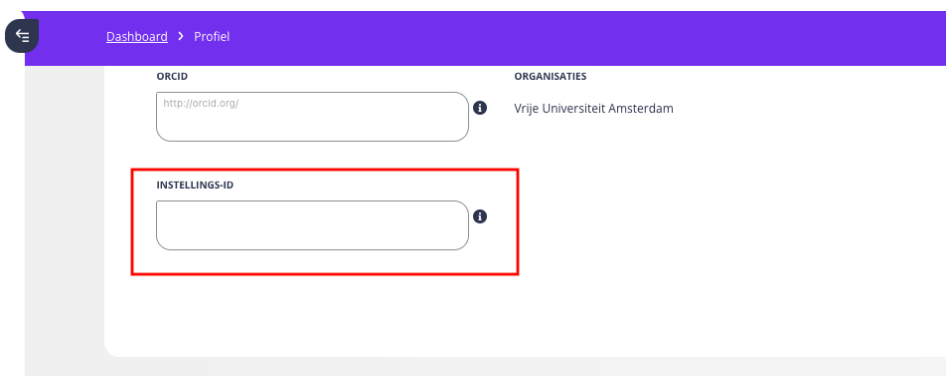 Dashboard > Profiel
ORCID
http://orcid.org/
ORGANISATIES
Vrije Universiteit Amsterdam
INSTELLINGS-ID